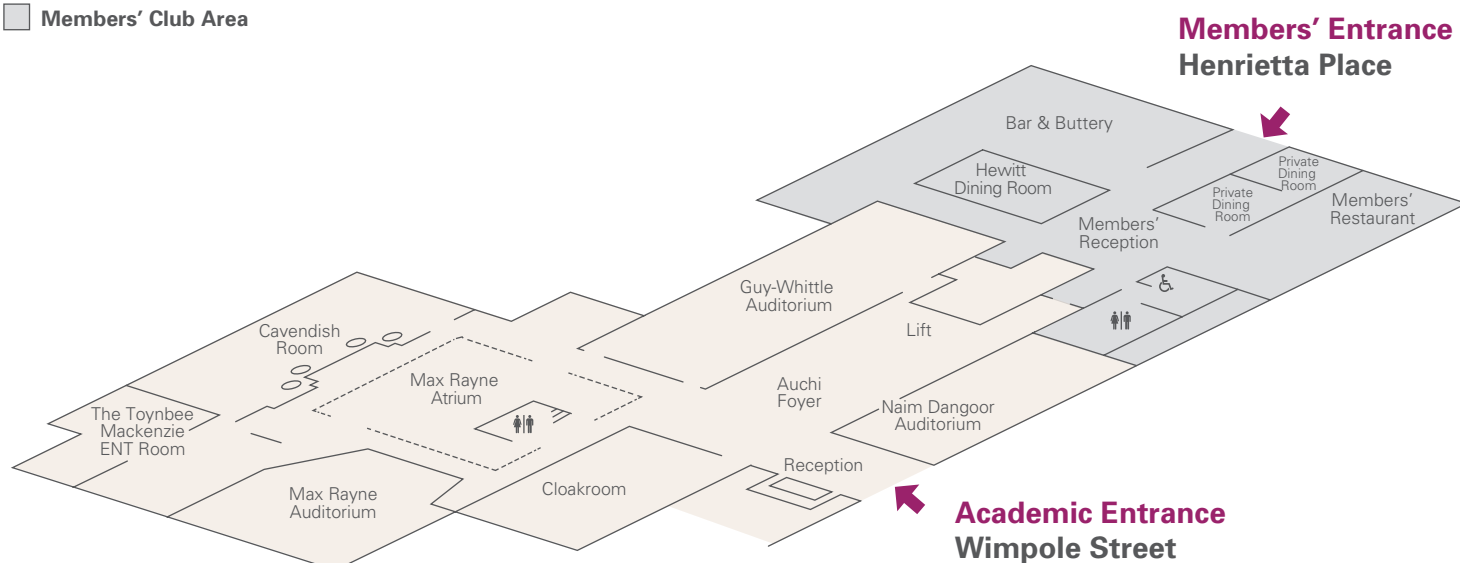 Members’ Club Area
Members’ Entrance
Henrietta Place
Bar & Buttery
Hewitt
Dining Room
Private
Dining
Room
Private
Dining
Room
Members’
Restaurant
Members’
Reception
Guy-Whittle
Auditorium
Lift
Cavendish
Room
Max Rayne
Atrium
Auchi
Foyer
Naim Dangoor
Auditorium
The Toynbee
Mackenzie
ENT Room
Reception
Cloakroom
Max Rayne
Auditorium
Academic Entrance
Wimpole Street